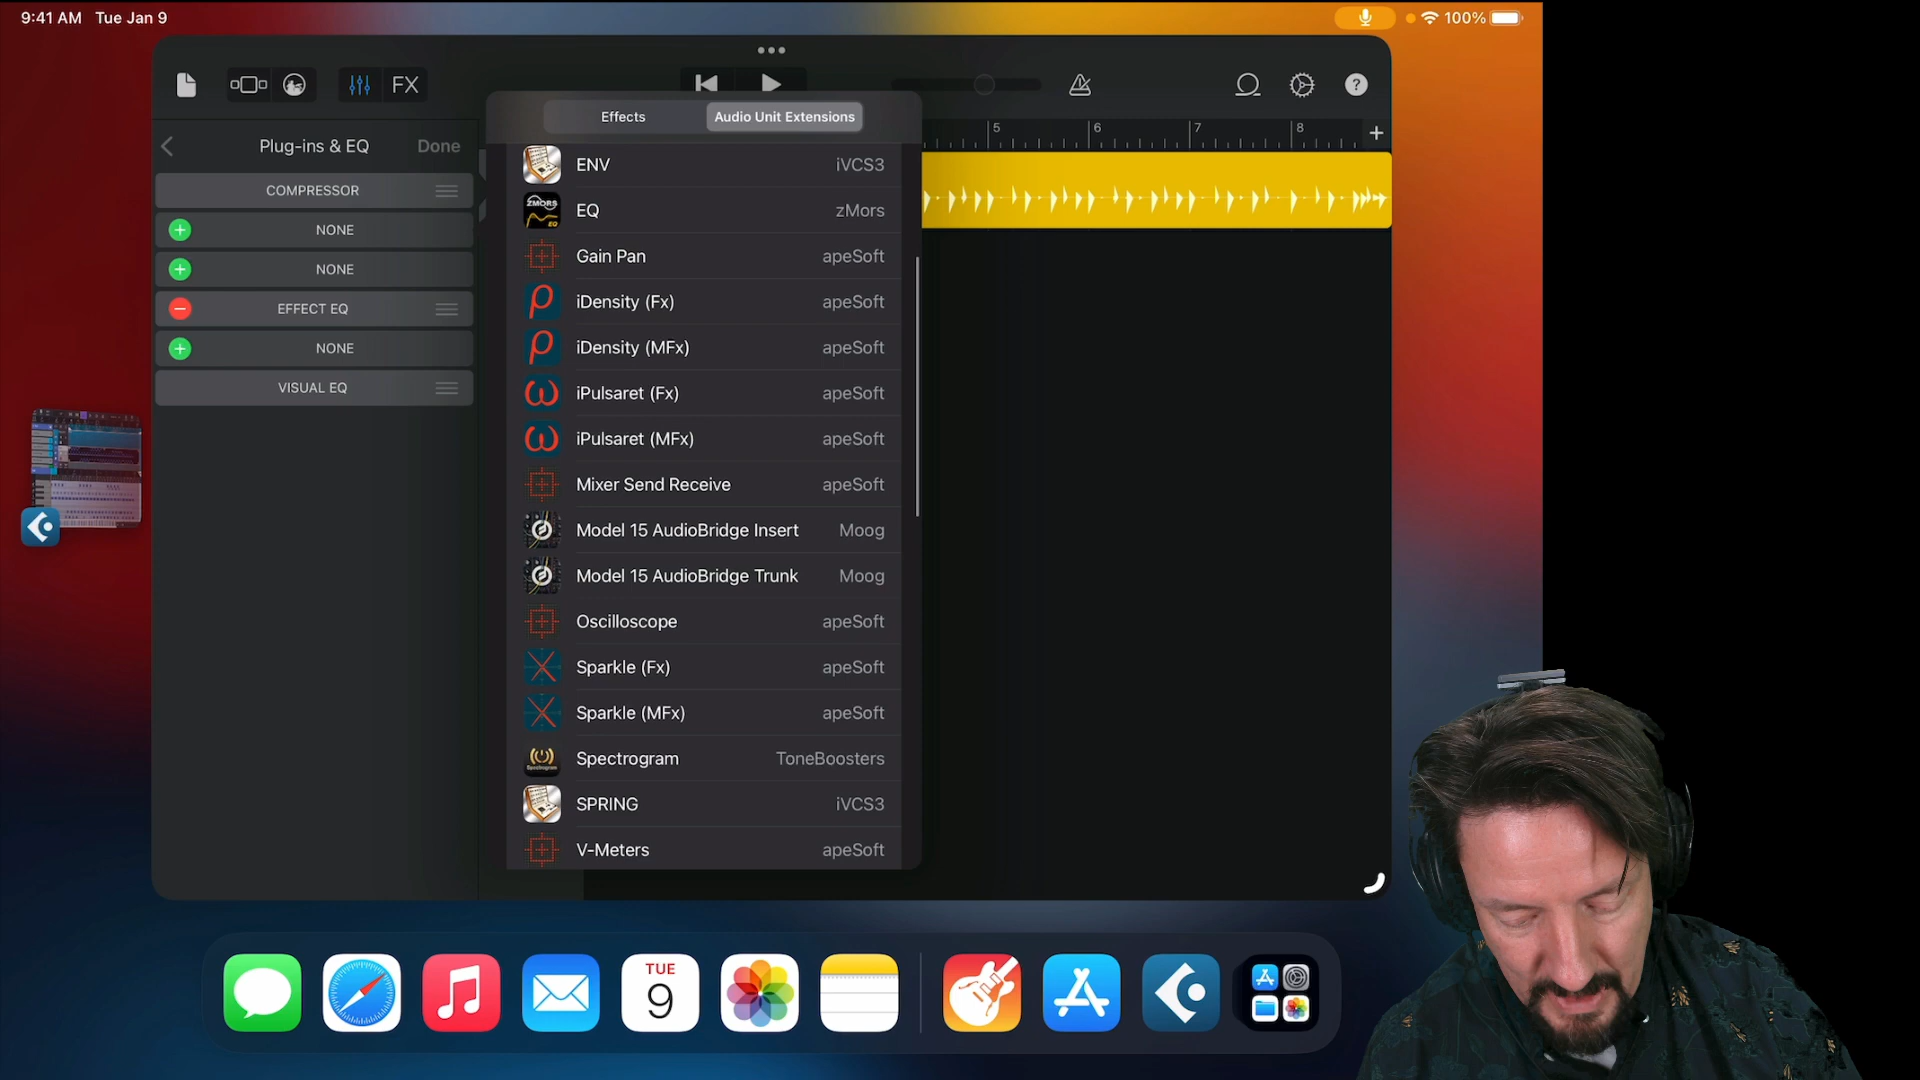 9:41 AM Tue Jan 9
100%
FX
Effects
Audio Unit Extensions
5
6
7
8
Plug-ins & EQ
Done
COMPRESSOR
NONE
NONE
EFFECT EQ
NONE
VISUAL EQ
ENV iVCS3
ZMORS EQ
EQ zMors
Gain Pan apeSoft
iDensity (Fx) apeSoft
iDensity (MFx) apeSoft
iPulsaret (Fx) apeSoft
iPulsaret (MFx) apeSoft
Mixer Send Receive apeSoft
Model 15 AudioBridge Insert Moog
Model 15 AudioBridge Trunk Moog
Oscilloscope apeSoft
Sparkle (Fx) apeSoft
Sparkle (MFx) apeSoft
Spectrogram ToneBoosters
SPRING iVCS3
V-Meters apeSoft
TUE
9